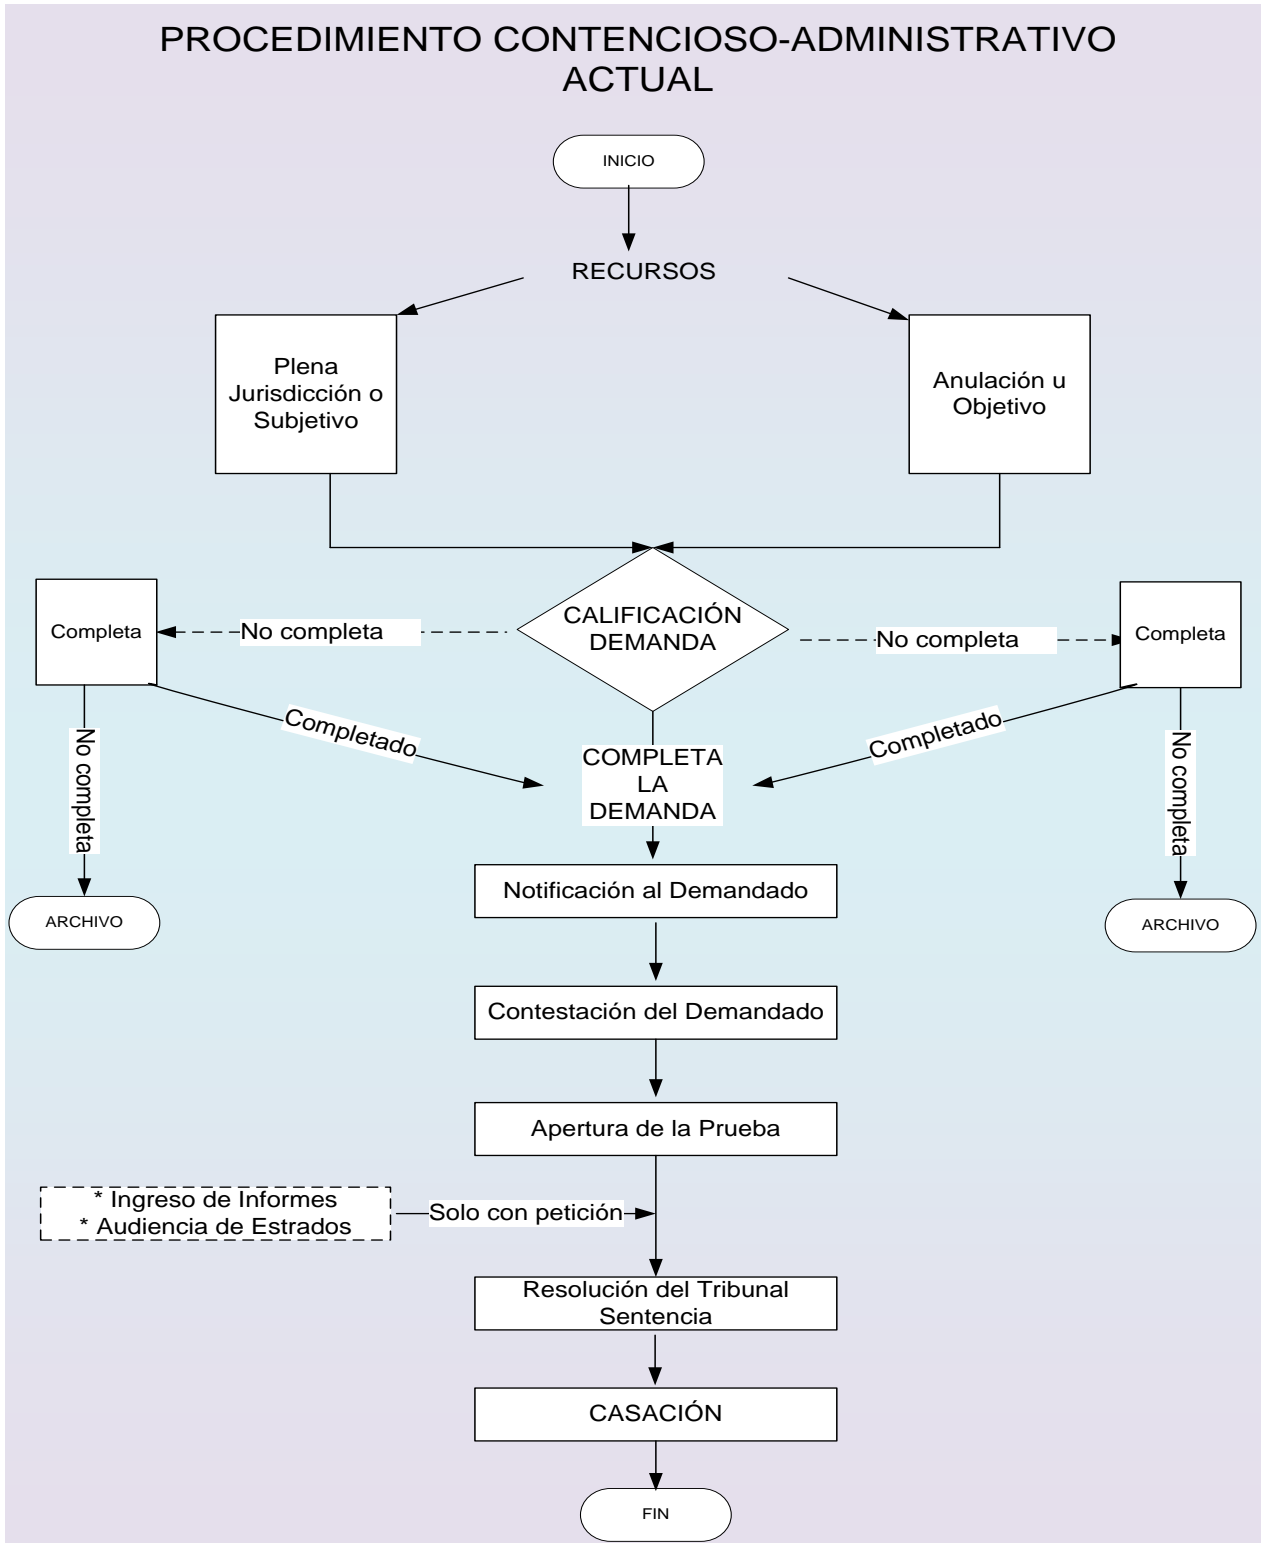 PROCEDIMIENTO CONTENCIOSO-ADMINISTRATIVO
ACTUAL
INICIO
RECURSOS
Plena
Jurisdicción o
Subjetivo
Anulación u
Objetivo
CALIFICACIÓN
DEMANDA
Completa
No completa
No completa
Completa
Completado
Completado
No completa
COMPLETA
LA
DEMANDA
No completa
Notificación al Demandado
ARCHIVO
ARCHIVO
Contestación del Demandado
Apertura de la Prueba
* Ingreso de Informes
* Audiencia de Estrados
Solo con petición
Resolución del Tribunal
Sentencia
CASACIÓN
FIN